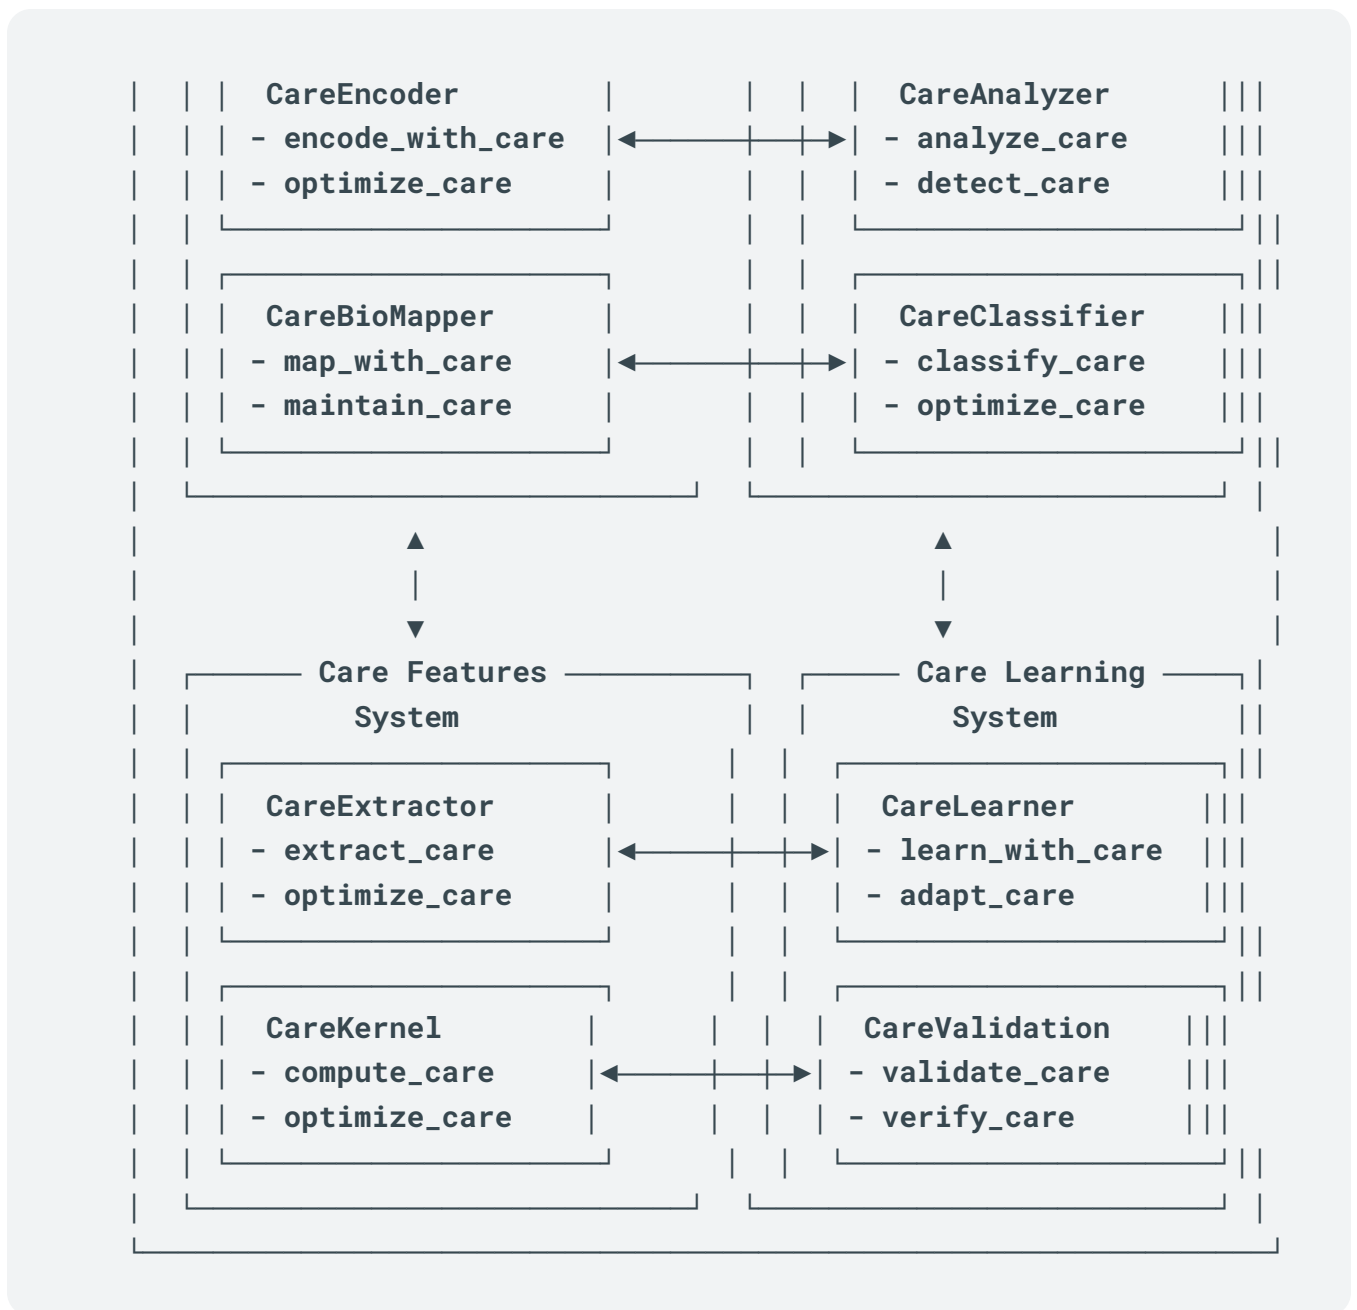 CareEncoder CareAnalyzer
- encode_with_care - analyze_care
- optimize_care - detect_care
CareBioMapper CareClassifier
- map_with_care - classify_care
- maintain_care - optimize_care
Care Features Care Learning
System System
CareExtractor CareLearner
- extract_care - learn_with_care
- optimize_care - adapt_care
CareKernel CareValidation
- compute_care - validate_care
- optimize_care - verify_care